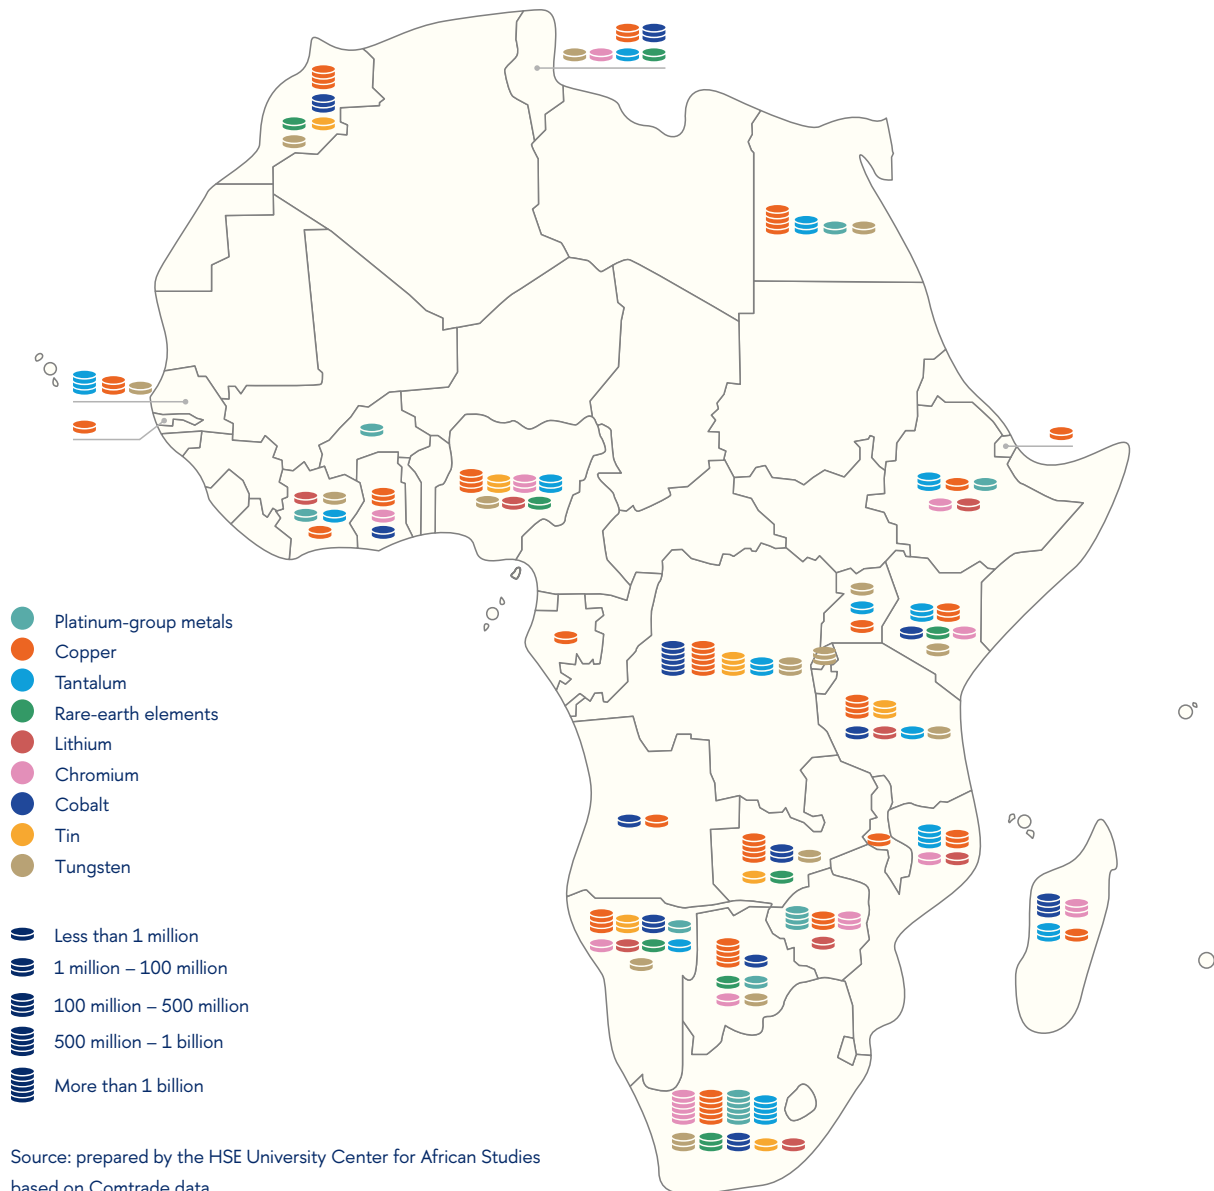 Platinum-group metals
Copper
Tantalum
Rare-earth elements
Lithium
Chromium
Cobalt
Tin
Tungsten
Less than 1 million
1 million – 100 million
100 million – 500 million
500 million – 1 billion
More than 1 billion
Source: prepared by the HSE University Center for African Studies
based on Comtrade data